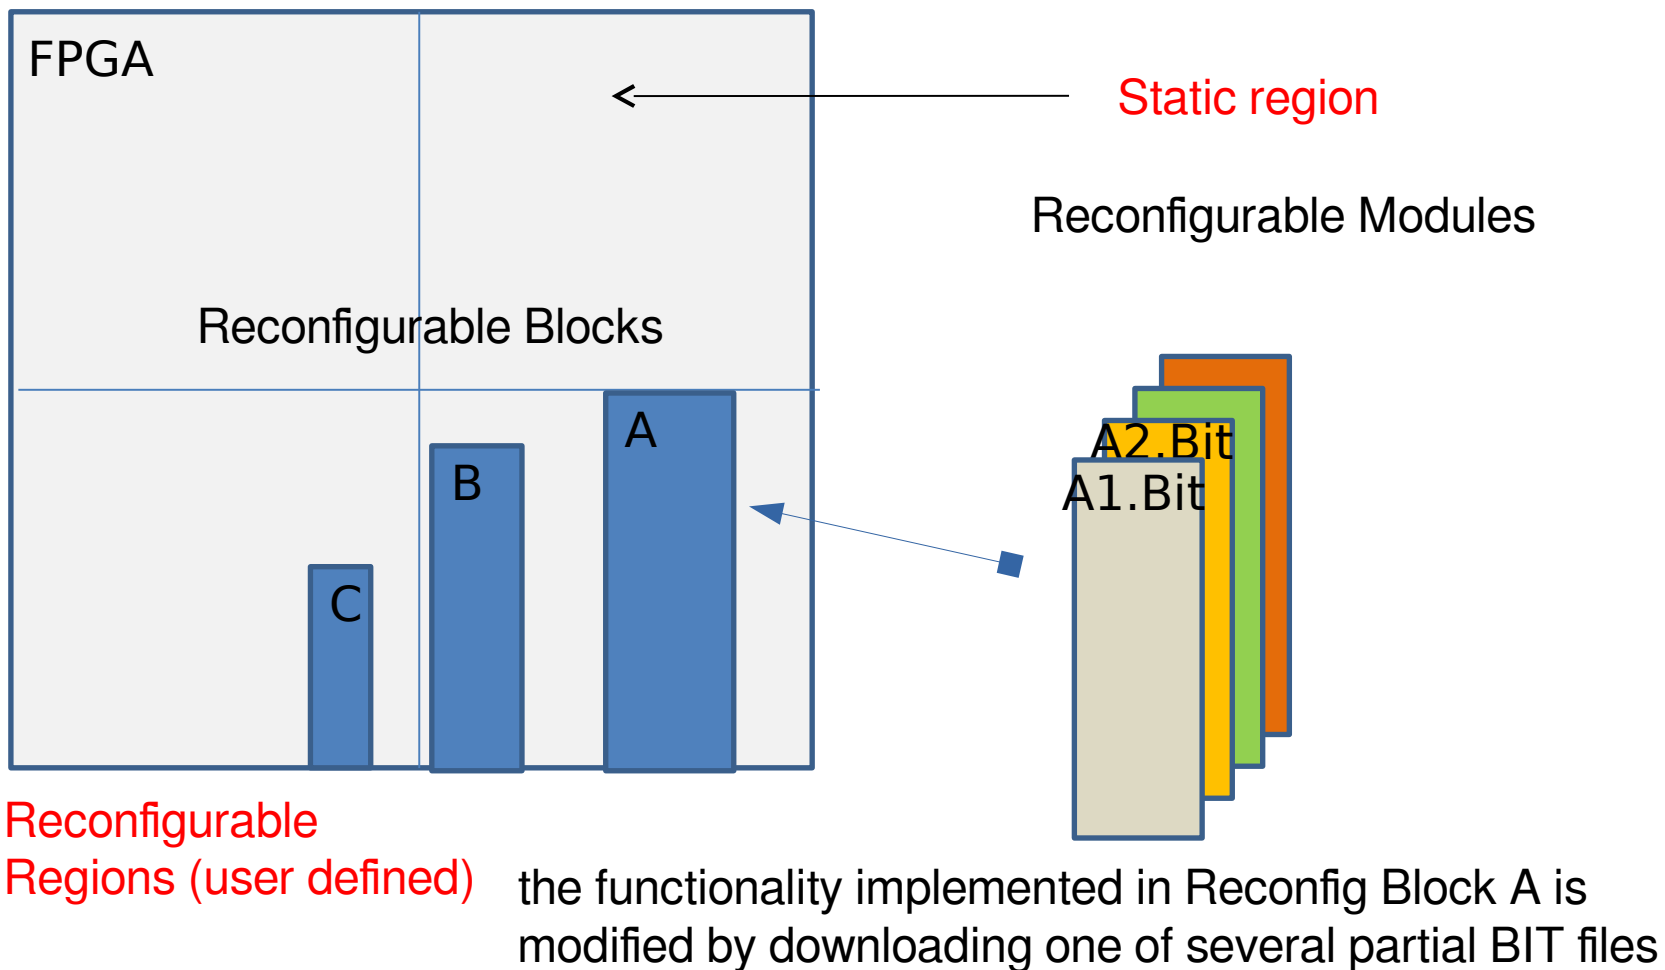 FPGA
Static region
Reconfigurable Modules
Reconfigurable Blocks
A
B
C
A2.Bit
A1.Bit
Reconfigurable
Regions (user defined)
the functionality implemented in Reconfig Block A is
modified by downloading one of several partial BIT files